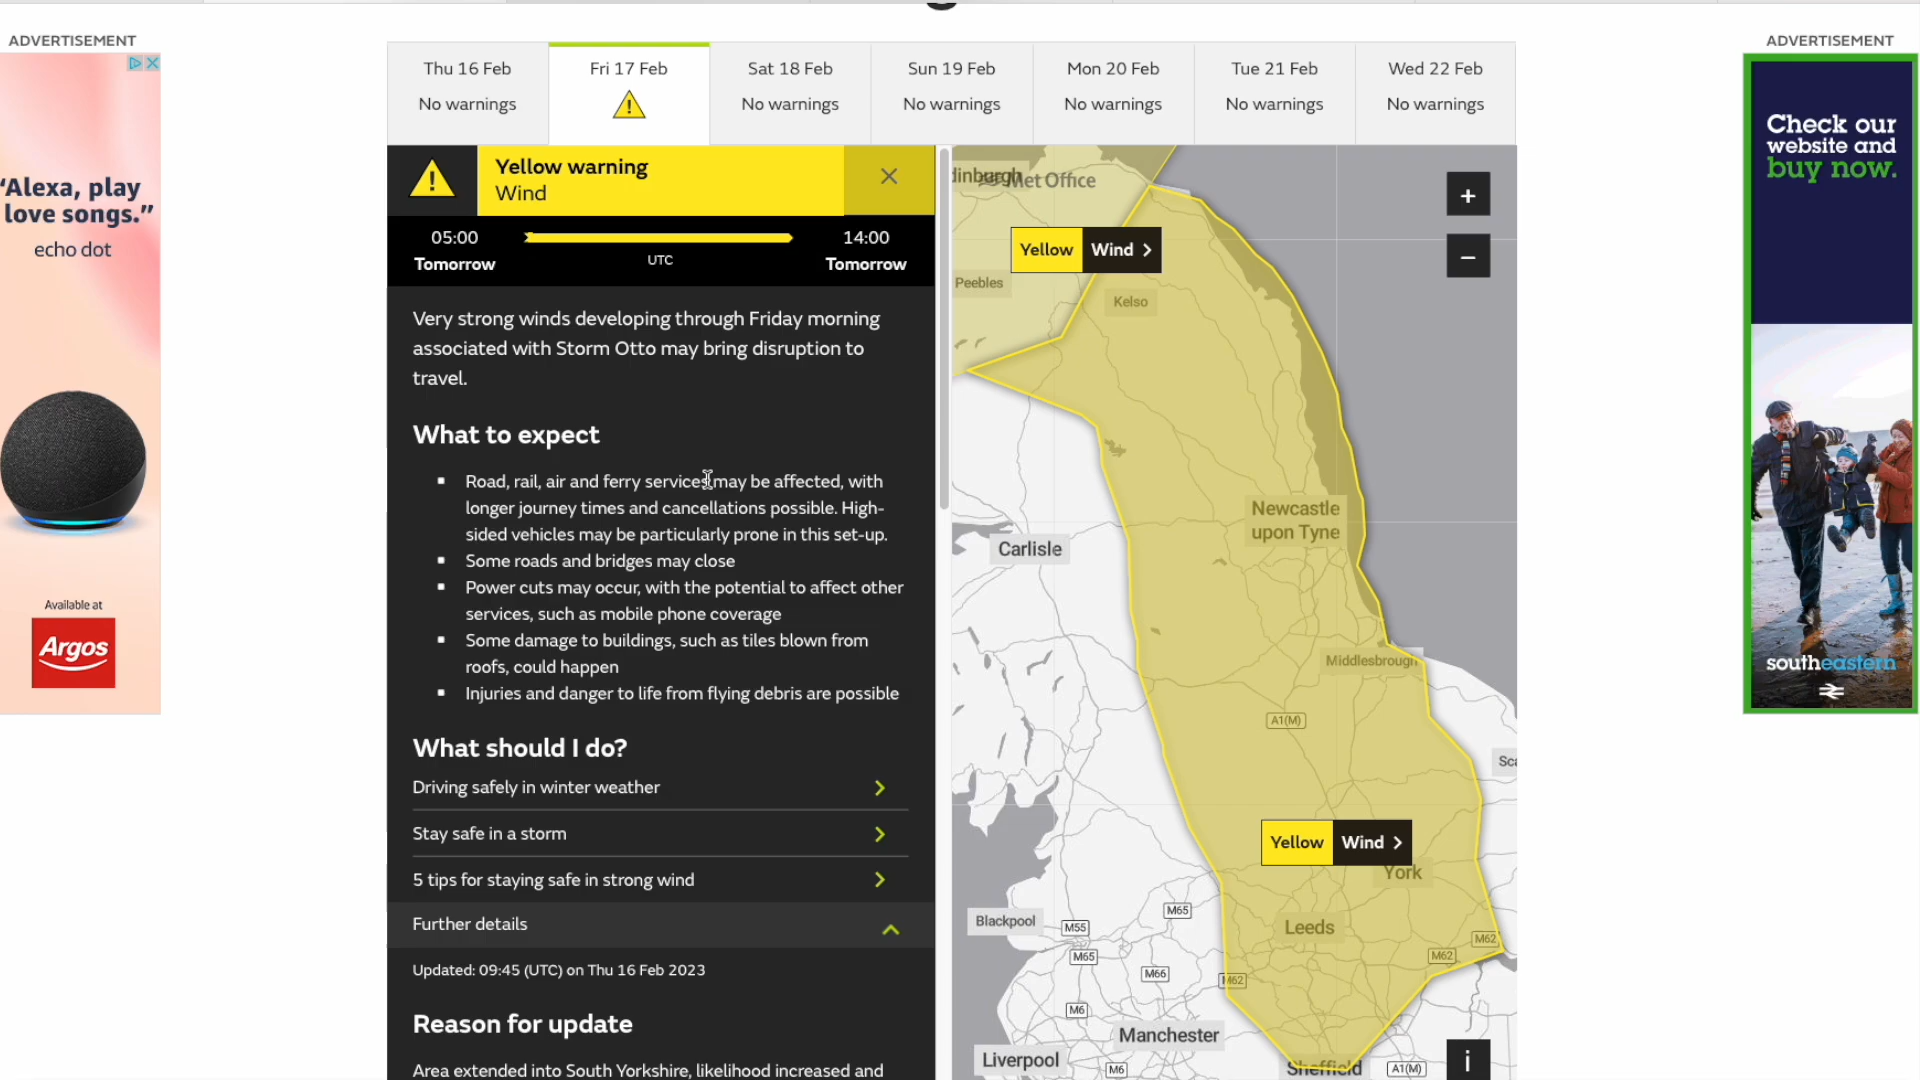 ADVERTISEMENT
ADVERTISEMENT
Thu 16 Feb
No warnings
Fri 17 Feb
Sat 18 Feb
No warnings
Sun 19 Feb
No warnings
Mon 20 Feb
No warnings
Tue 21 Feb
No warnings
Wed 22 Feb
No warnings
"Alexa, play
love songs."
echo dot
Available at
Argos
Yellow warning
Wind
05:00
Tomorrow
UTC
14:00
Tomorrow
Very strong winds developing through Friday morning
associated with Storm Otto may bring disruption to
travel.
What to expect
Road, rail, air and ferry services may be affected, with
longer journey times and cancellations possible. High-
sided vehicles may be particularly prone in this set-up.
Some roads and bridges may close
Power cuts may occur, with the potential to affect other
services, such as mobile phone coverage
Some damage to buildings, such as tiles blown from
roofs, could happen
Injuries and danger to life from flying debris are possible
What should I do?
Driving safely in winter weather
Stay safe in a storm
5 tips for staying safe in strong wind
Further details
Updated: 09:45 (UTC) on Thu 16 Feb 2023
Reason for update
Area extended into South Yorkshire, likelihood increased and
dinburgh
Met Office
Yellow Wind
Peebles
Kelso
Newcastle
upon Tyne
Carlisle
Middlesbrough
A1(M)
Sca
Yellow Wind
York
M65
Blackpool
M55
Leeds
M62
M65
M62
M66
M62
M6
Manchester
Liverpool
M6
Sheffield
A1(M)
i
Check our
website and
buy now.
southeastern